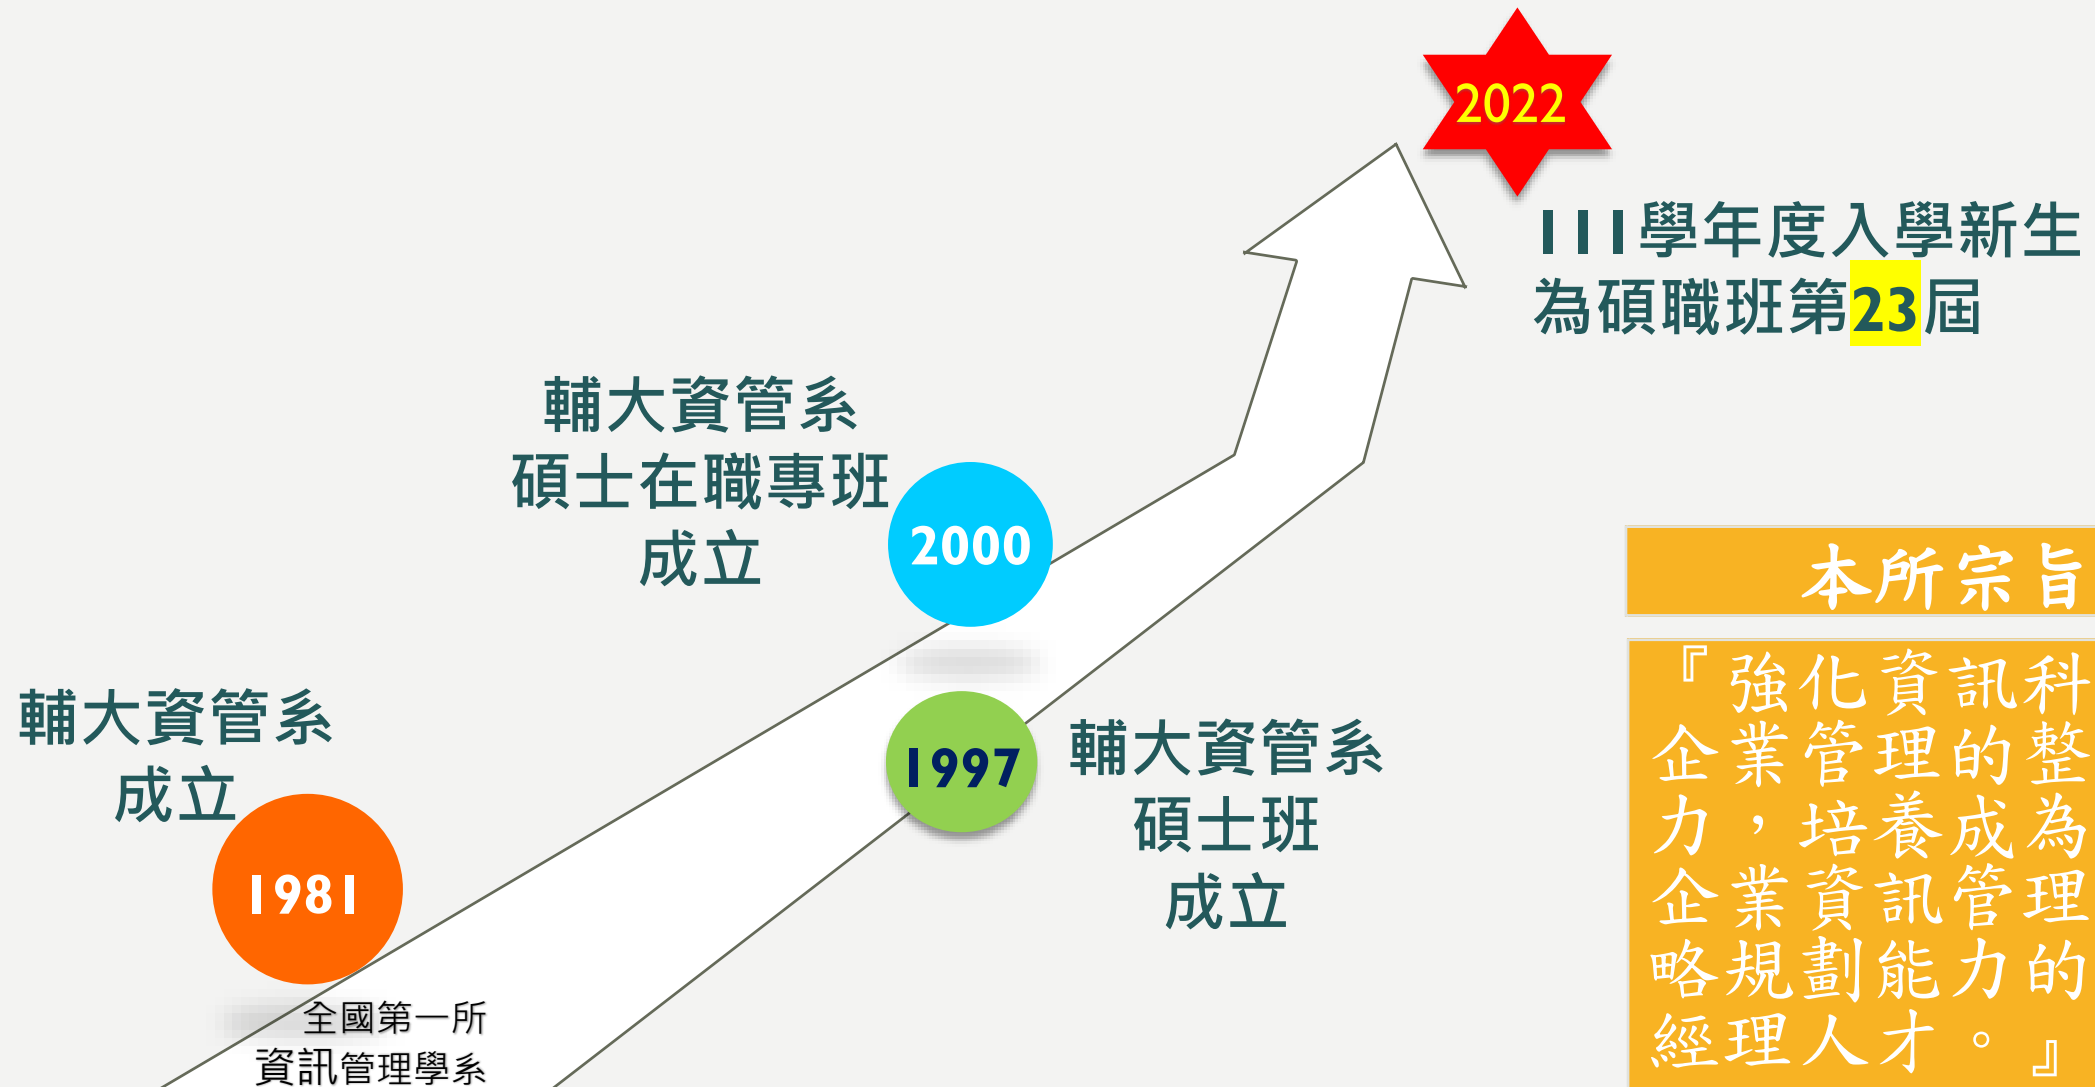 2022
111學年度入學新生
為碩職班第23屆
輔大資管系
碩士在職專班
成立
2000
輔大資管系
成立
1981
全國第一所
資訊管理學系
1997
輔大資管系
碩士班
成立
本所宗旨
『強化資訊科
企業管理的整
力，培養成為
企業資訊管理
略規劃能力的
經理人才。』